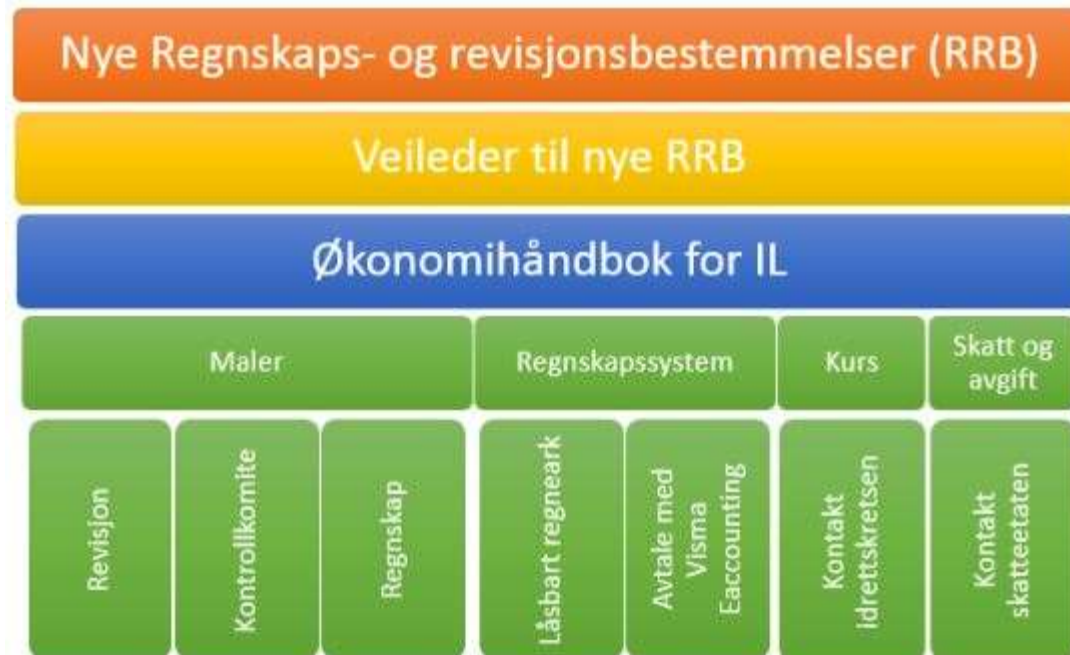 Nye Regnskaps- og revisjonsbestemmelser (RRB)
Veileder til nye RRB
Økonomihåndbok for IL
Maler
Regnskapssystem
Kurs
Skatt og
avgift
Revisjon
Kontrollkomite
Regnskap
Låsbart regneark
Avtale med
Visma
Eaccounting
Kontakt
idrettskretsen
Kontakt
skatteetaten